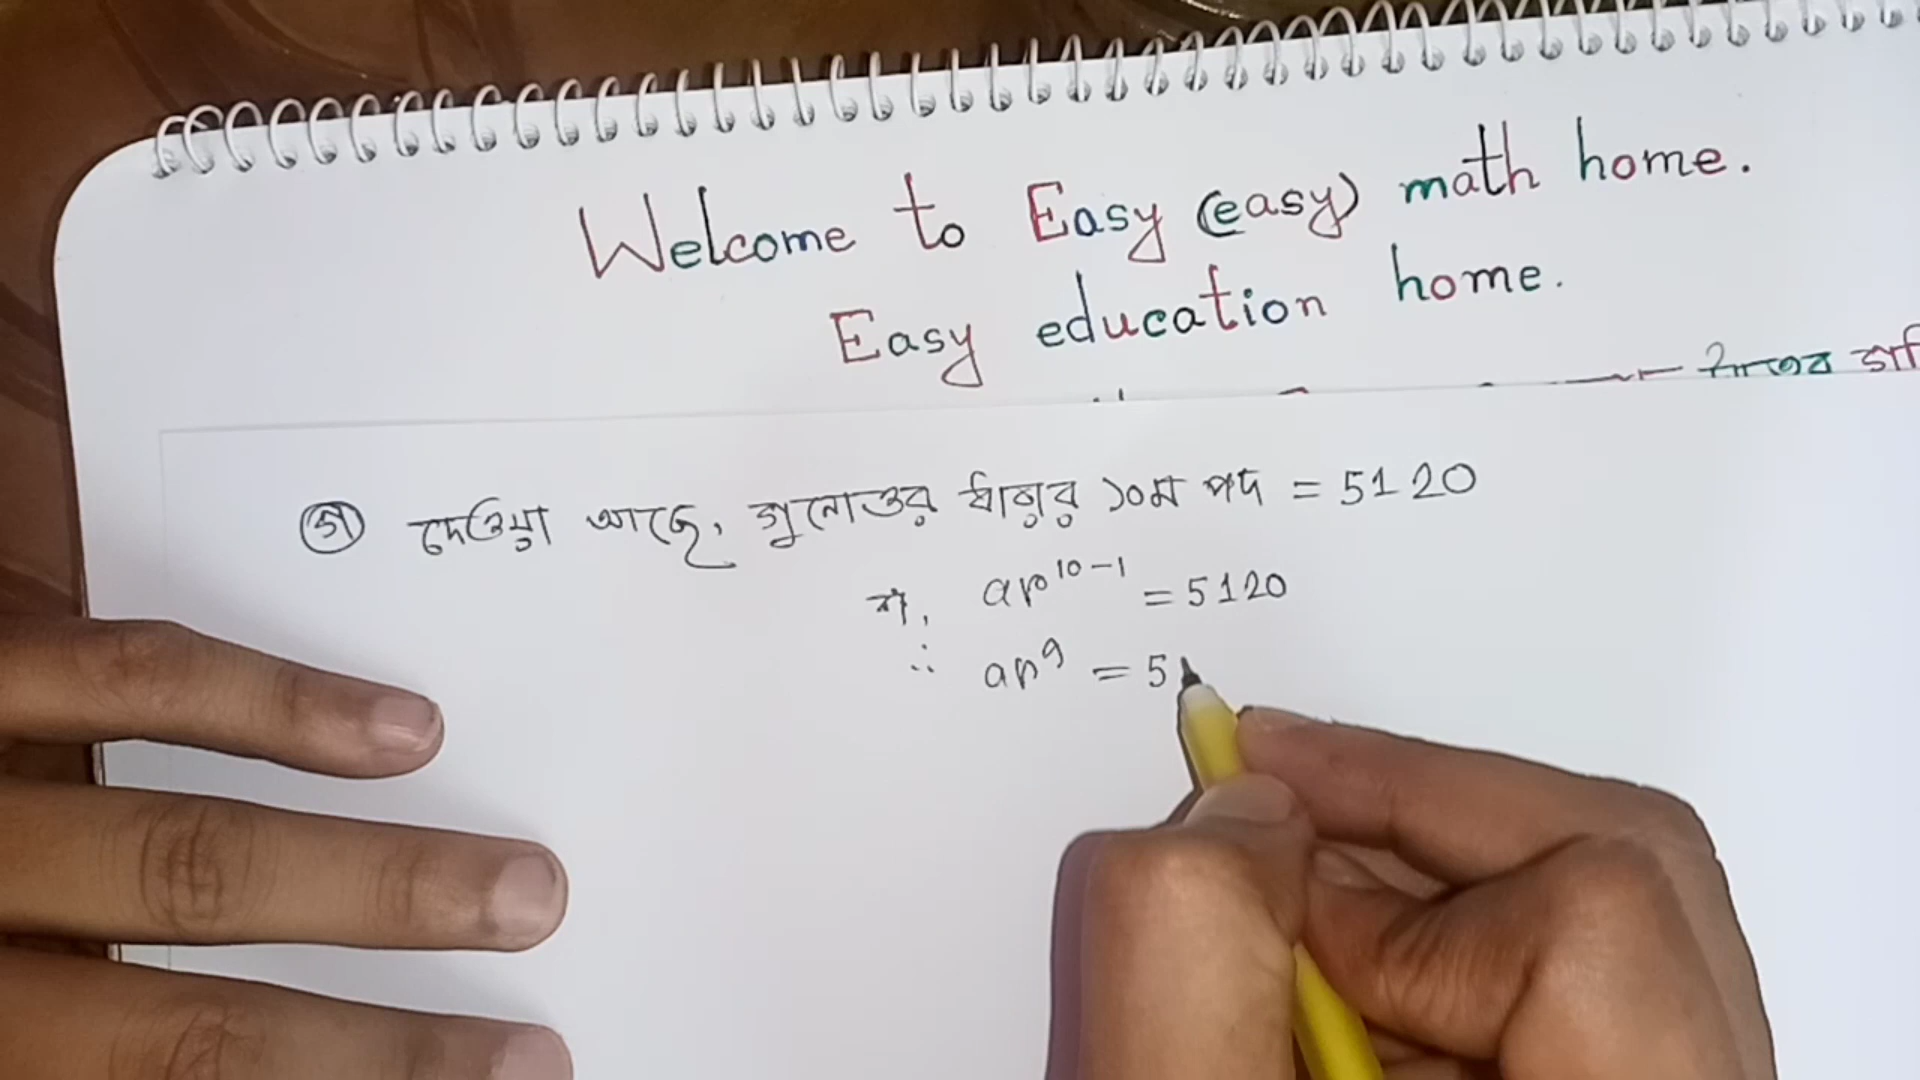 Welcome to Easy (easy) math home.
Easy education home.
গ দেওয়া আছে, গুনোত্তর ধারার ১০ম পদ = 5120
বা, ar^10-1 = 5120
∴ ar^9 = 51